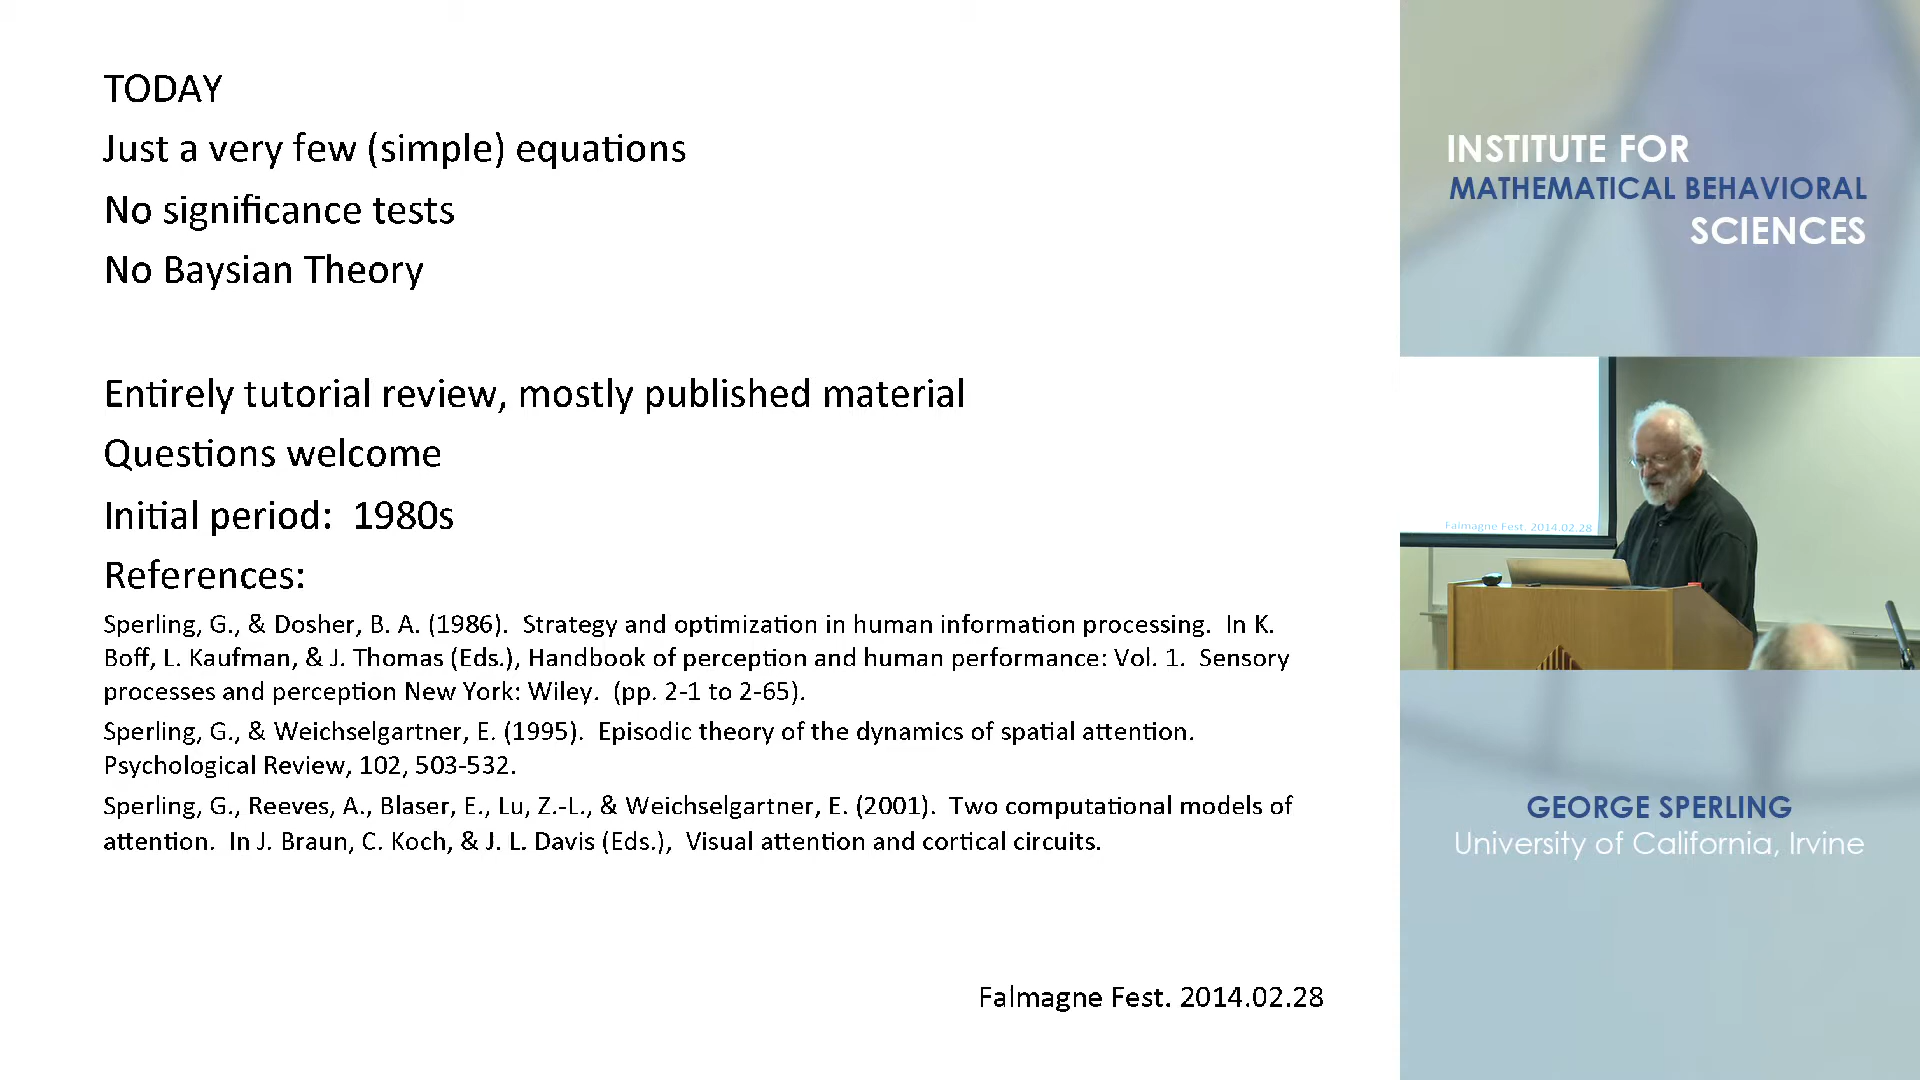 TODAY
Just a very few (simple) equations
No significance tests
No Baysian Theory
Entirely tutorial review, mostly published material
Questions welcome
Initial period:  1980s
References:
Sperling, G., & Dosher, B. A. (1986).  Strategy and optimization in human information processing.  In K.
Boff, L. Kaufman, & J. Thomas (Eds.), Handbook of perception and human performance: Vol. 1.  Sensory
processes and perception New York: Wiley.  (pp. 2-1 to 2-65).
Sperling, G., & Weichselgartner, E. (1995).  Episodic theory of the dynamics of spatial attention.
Psychological Review, 102, 503-532.
Sperling, G., Reeves, A., Blaser, E., Lu, Z.-L., & Weichselgartner, E. (2001).  Two computational models of
attention.  In J. Braun, C. Koch, & J. L. Davis (Eds.),  Visual attention and cortical circuits.
Falmagne Fest. 2014.02.28
INSTITUTE FOR
MATHEMATICAL BEHAVIORAL
SCIENCES
Falmagne Fest. 2014.02.28
GEORGE SPERLING
University of California, Irvine